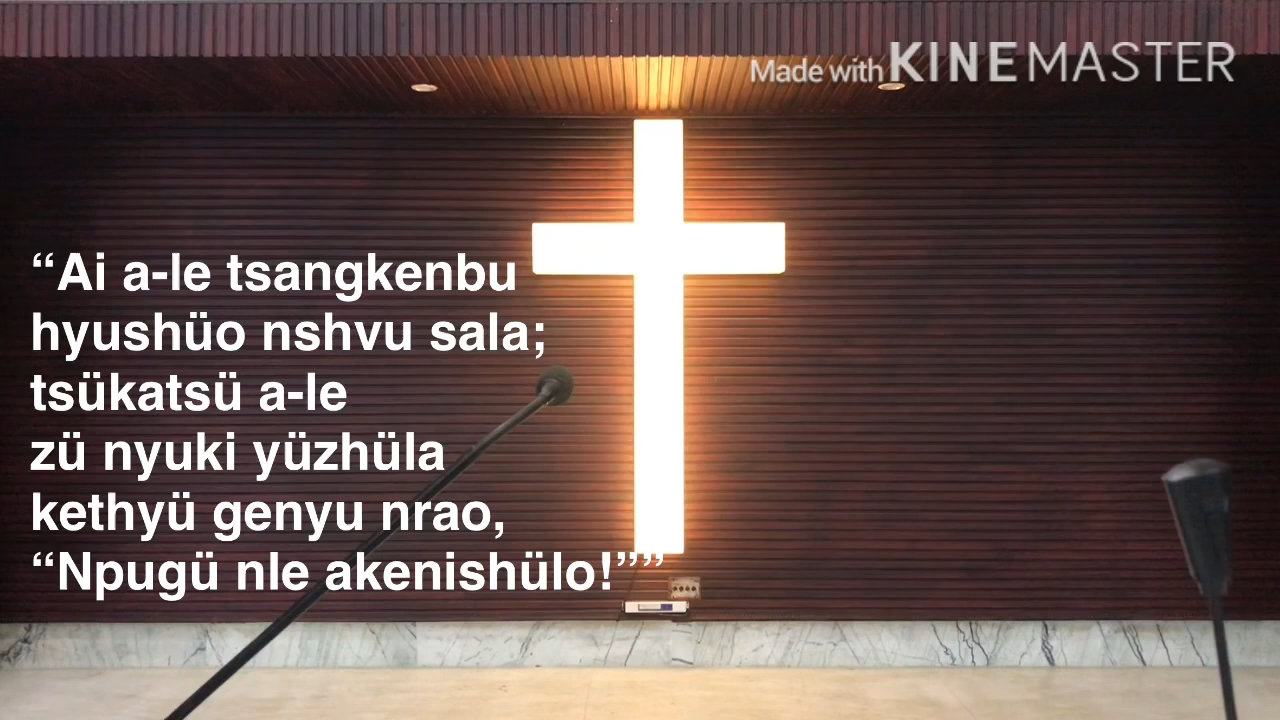 Made with KINEMASTER
“Ai a-le tsangkenbu
hyushüo nshvu sala;
tsükatsü a-le
zü nyuki yüzhüla
kethyü genyu nrao,
“Npugü nle akenishülo!””